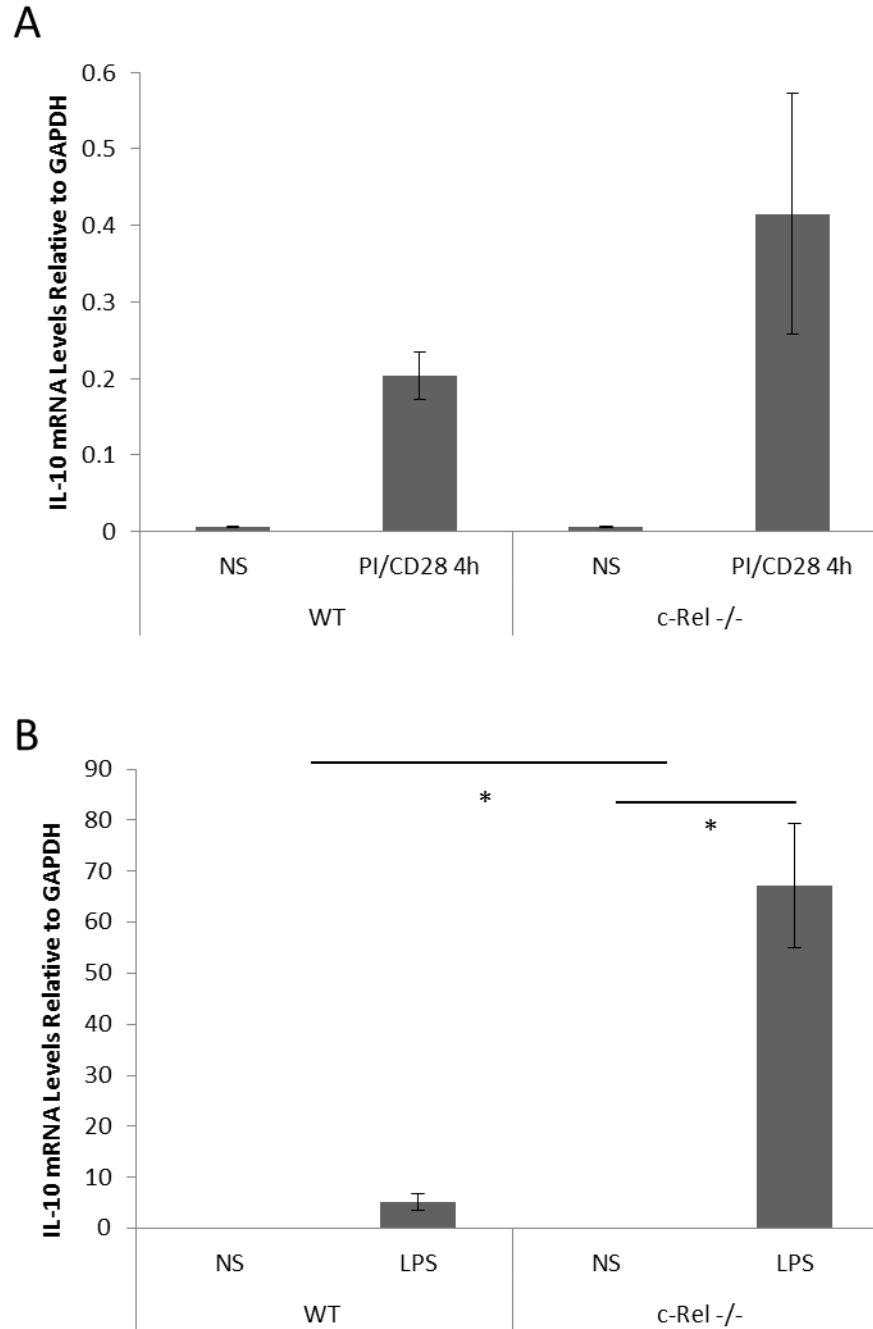 A
IL-10 mRNA Levels Relative to GAPDH
0.6
0.5
0.4
0.3
0.2
0.1
0
NS PI/CD28 4h NS PI/CD28 4h
WT c-Rel -/-
B
IL-10 mRNA Levels Relative to GAPDH
90
80
70
60
50
40
30
20
10
0
* *
NS LPS NS LPS
WT c-Rel -/-